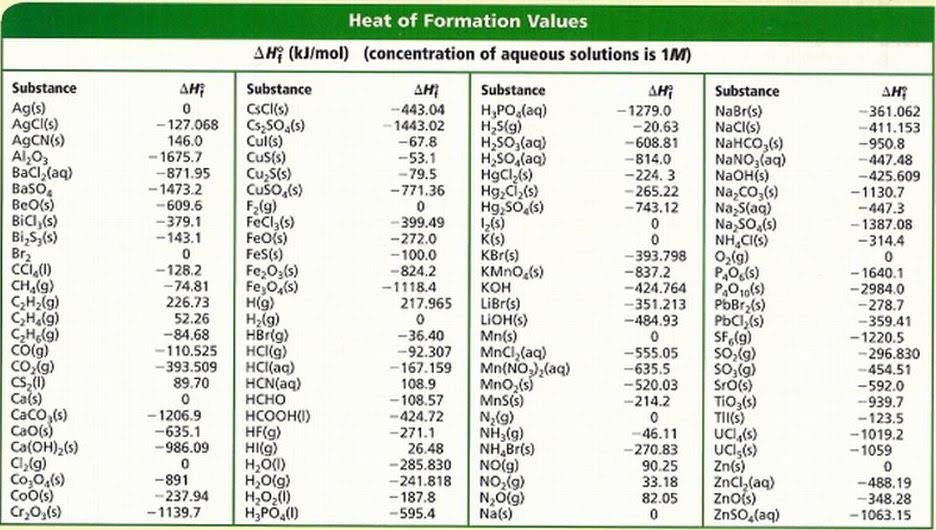 Heat of Formation Values
ΔH°f (kJ/mol) (concentration of aqueous solutions is 1M)
Substance ΔH°f
Ag(s) 0
AgCl(s) −127.068
AgCN(s) 146.0
Al₂O₃ −1675.7
BaCl₂(aq) −871.95
BaSO₄ −1473.2
BeO(s) −609.6
BiCl₃(s) −379.1
Bi₂S₃(s) −143.1
Br₂ 0
CCl₄(l) −128.2
CH₄(g) −74.81
C₂H₂(g) 226.73
C₂H₄(g) 52.26
C₂H₆(g) −84.68
CO(g) −110.525
CO₂(g) −393.509
CS₂(l) 89.70
Ca(s) 0
CaCO₃(s) −1206.9
CaO(s) −635.1
Ca(OH)₂(s) −986.09
Cl₂(g) 0
Co₃O₄(s) −891
CoO(s) −237.94
Cr₂O₃(s) −1139.7
Substance ΔH°f
CsCl(s) −443.04
Cs₂SO₄(s) −1443.02
CuI(s) −67.8
CuS(s) −53.1
Cu₂S(s) −79.5
CuSO₄(s) −771.36
F₂(g) 0
FeCl₃(s) −399.49
FeO(s) −272.0
FeS(s) −100.0
Fe₂O₃(s) −824.2
Fe₃O₄(s) −1118.4
H(g) 217.965
H₂(g) 0
HBr(g) −36.40
HCl(g) −92.307
HCl(aq) −167.159
HCN(aq) 108.9
HCHO −108.57
HCOOH(l) −424.72
HF(g) −271.1
HI(g) 26.48
H₂O(l) −285.830
H₂O(g) −241.818
H₂O₂(l) −187.8
H₃PO₄(l) −595.4
Substance ΔH°f
H₃PO₄(aq) −1279.0
H₂S(g) −20.63
H₂SO₃(aq) −608.81
H₂SO₄(aq) −814.0
HgCl₂(s) −224. 3
Hg₂Cl₂(s) −265.22
Hg₂SO₄(s) −743.12
I₂(s) 0
K(s) 0
KBr(s) −393.798
KMnO₄(s) −837.2
KOH −424.764
LiBr(s) −351.213
LiOH(s) −484.93
Mn(s) 0
MnCl₂(aq) −555.05
Mn(NO₃)₂(aq) −635.5
MnO₂(s) −520.03
MnS(s) −214.2
N₂(g) 0
NH₃(g) −46.11
NH₄Br(s) −270.83
NO(g) 90.25
NO₂(g) 33.18
N₂O(g) 82.05
Na(s) 0
Substance ΔH°f
NaBr(s) −361.062
NaCl(s) −411.153
NaHCO₃(s) −950.8
NaNO₃(aq) −447.48
NaOH(s) −425.609
Na₂CO₃(s) −1130.7
Na₂S(aq) −447.3
Na₂SO₄(s) −1387.08
NH₄Cl(s) −314.4
O₂(g) 0
P₄O₆(s) −1640.1
P₄O₁₀(s) −2984.0
PbBr₂(s) −278.7
PbCl₂(s) −359.41
SF₆(g) −1220.5
SO₂(g) −296.830
SO₃(g) −454.51
SrO(s) −592.0
TiO₃(s) −939.7
TlI(s) −123.5
UCl₄(s) −1019.2
UCl₅(s) −1059
Zn(s) 0
ZnCl₂(aq) −488.19
ZnO(s) −348.28
ZnSO₄(aq) −1063.15